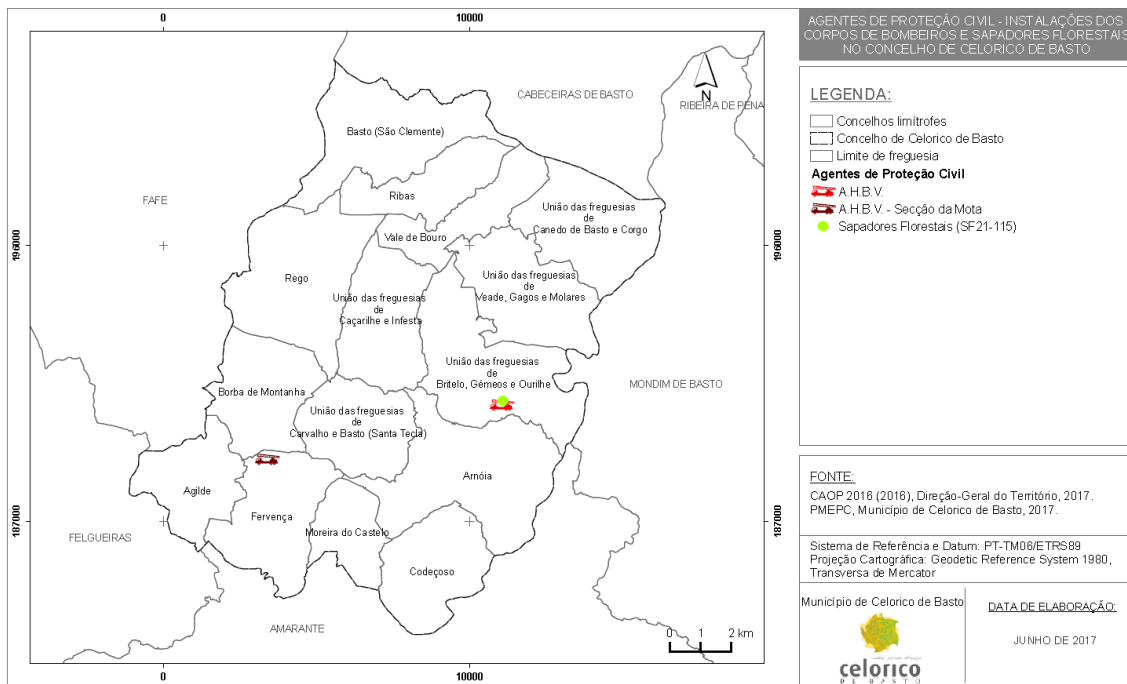 0
10000
AGENTES DE PROTEÇÃO CIVIL - INSTALAÇÕES DOS
CORPOS DE BOMBEIROS E SAPADORES FLORESTAIS
NO CONCELHO DE CELORICO DE BASTO
N
CABECEIRAS DE BASTO
RIBEIRA DE PENA
Basto (São Clemente)
FAFE
Ribas
União das freguesias
de
Canedo de Basto e Corgo
Vale de Bouro
196000
196000
Rego
União das freguesias
de
Veade, Gagos e Molares
União das freguesias
de
Caçarilhe e Infesta
União das freguesias
de
Britelo, Gémeos e Ourilhe
MONDIM DE BASTO
Borba de Montanha
União das freguesias
de
Carvalho e Basto (Santa Tecla)
Arnóia
Agilde
Fervença
187000
187000
Moreira do Castelo
FELGUEIRAS
Codeçoso
AMARANTE
0 1 2 km
0
10000
LEGENDA:
Concelhos limítrofes
Concelho de Celorico de Basto
Limite de freguesia
Agentes de Proteção Civil
A.H.B.V.
A.H.B.V. - Secção da Mota
Sapadores Florestais (SF21-115)
FONTE:
CAOP 2016 (2016), Direção-Geral do Território, 2017.
PMEPC, Município de Celorico de Basto, 2017.
Sistema de Referência e Datum: PT-TM06/ETRS89
Projeção Cartográfica: Geodetic Reference System 1980,
Transversa de Mercator
Município de Celorico de Basto
celorico
DE BASTO
DATA DE ELABORAÇÃO:
JUNHO DE 2017